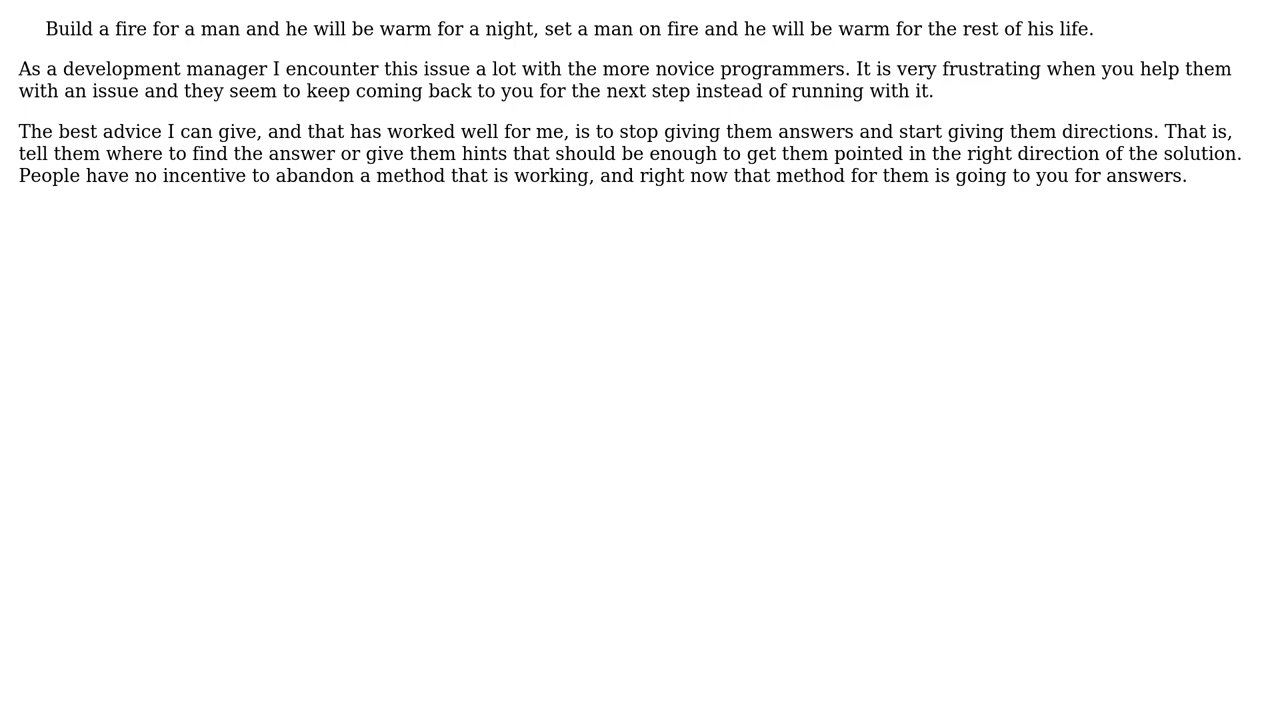 Build a fire for a man and he will be warm for a night, set a man on fire and he will be warm for the rest of his life.
As a development manager I encounter this issue a lot with the more novice programmers. It is very frustrating when you help them
with an issue and they seem to keep coming back to you for the next step instead of running with it.
The best advice I can give, and that has worked well for me, is to stop giving them answers and start giving them directions. That is,
tell them where to find the answer or give them hints that should be enough to get them pointed in the right direction of the solution.
People have no incentive to abandon a method that is working, and right now that method for them is going to you for answers.